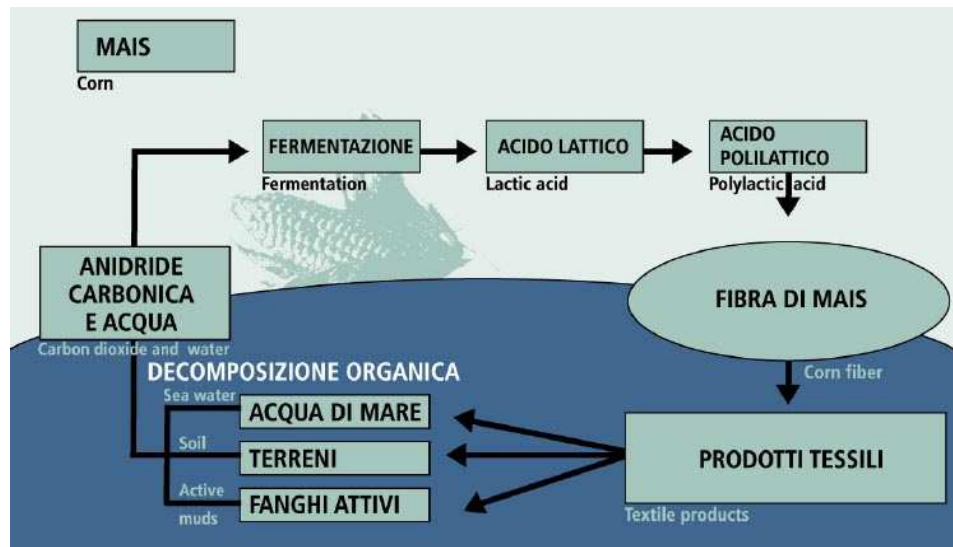 MAIS
Corn
FERMENTAZIONE
Fermentation
ACIDO LATTICO
Lactic acid
ACIDO
POLILATTICO
Polylactic acid
ANIDRIDE
CARBONICA
E ACQUA
Carbon dioxide and water
FIBRA DI MAIS
Corn fiber
DECOMPOSIZIONE ORGANICA
Sea water
ACQUA DI MARE
Soil
TERRENI
Active
muds
FANGHI ATTIVI
PRODOTTI TESSILI
Textile products